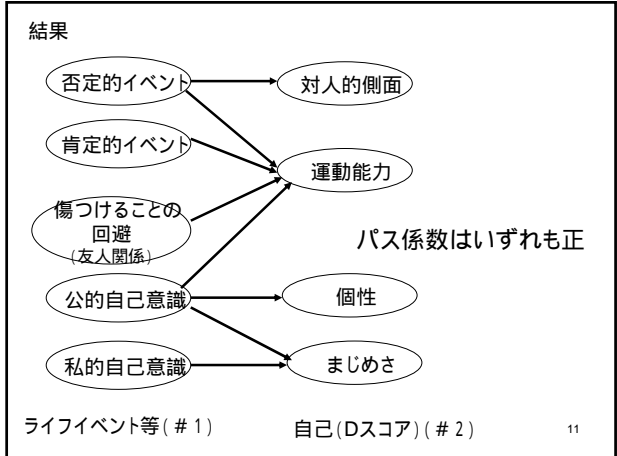 結果
否定的イベント
対人的側面
肯定的イベント
運動能力
傷つけることの
回避
(友人関係)
パス係数はいずれも正
公的自己意識
個性
私的自己意識
まじめさ
ライフイベント等(#1)
自己(Dスコア)(#2)
11